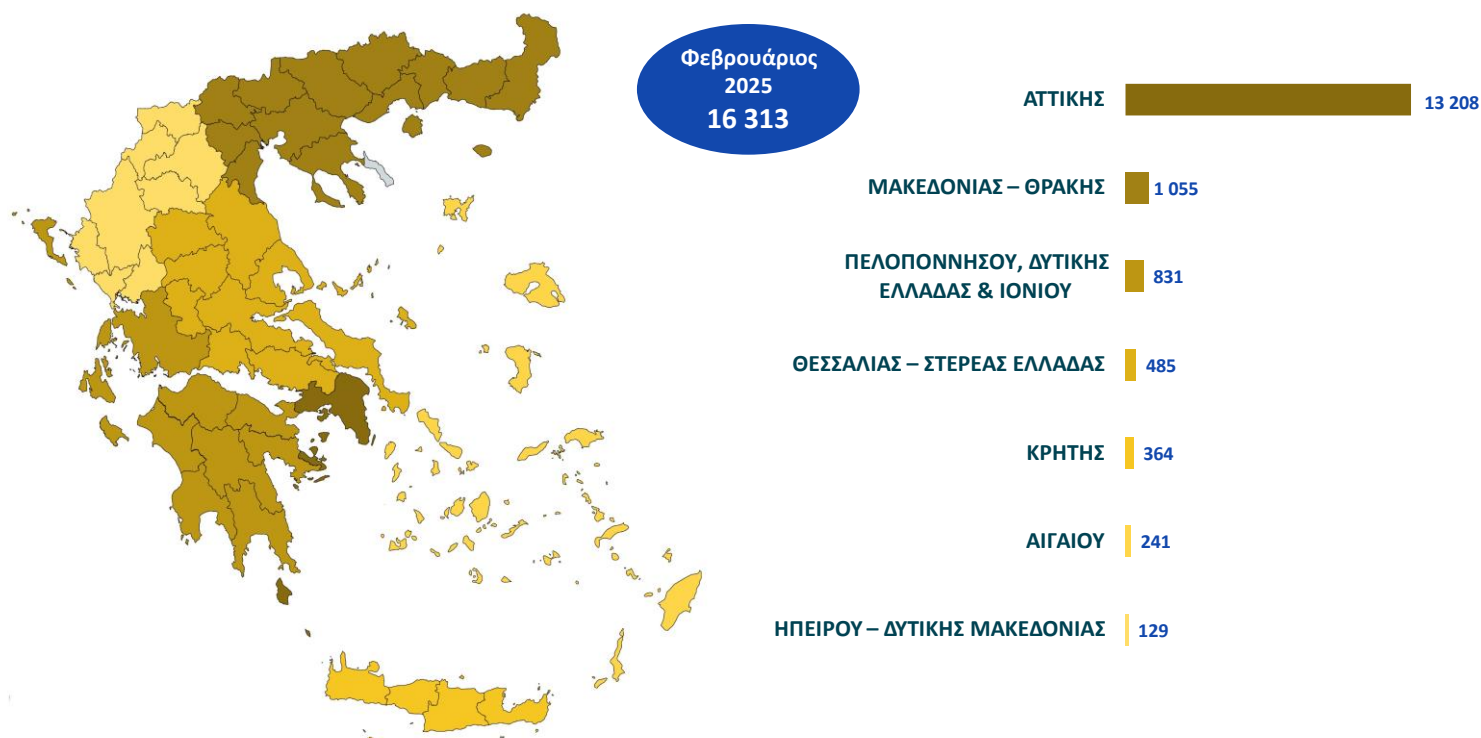 Φεβρουάριος
2025
16 313
ΑΤΤΙΚΗΣ
13 208
ΜΑΚΕΔΟΝΙΑΣ – ΘΡΑΚΗΣ
1 055
ΠΕΛΟΠΟΝΝΗΣΟΥ, ΔΥΤΙΚΗΣ
ΕΛΛΑΔΑΣ & ΙΟΝΙΟΥ
831
ΘΕΣΣΑΛΙΑΣ – ΣΤΕΡΕΑΣ ΕΛΛΑΔΑΣ
485
ΚΡΗΤΗΣ
364
ΑΙΓΑΙΟΥ
241
ΗΠΕΙΡΟΥ – ΔΥΤΙΚΗΣ ΜΑΚΕΔΟΝΙΑΣ
129